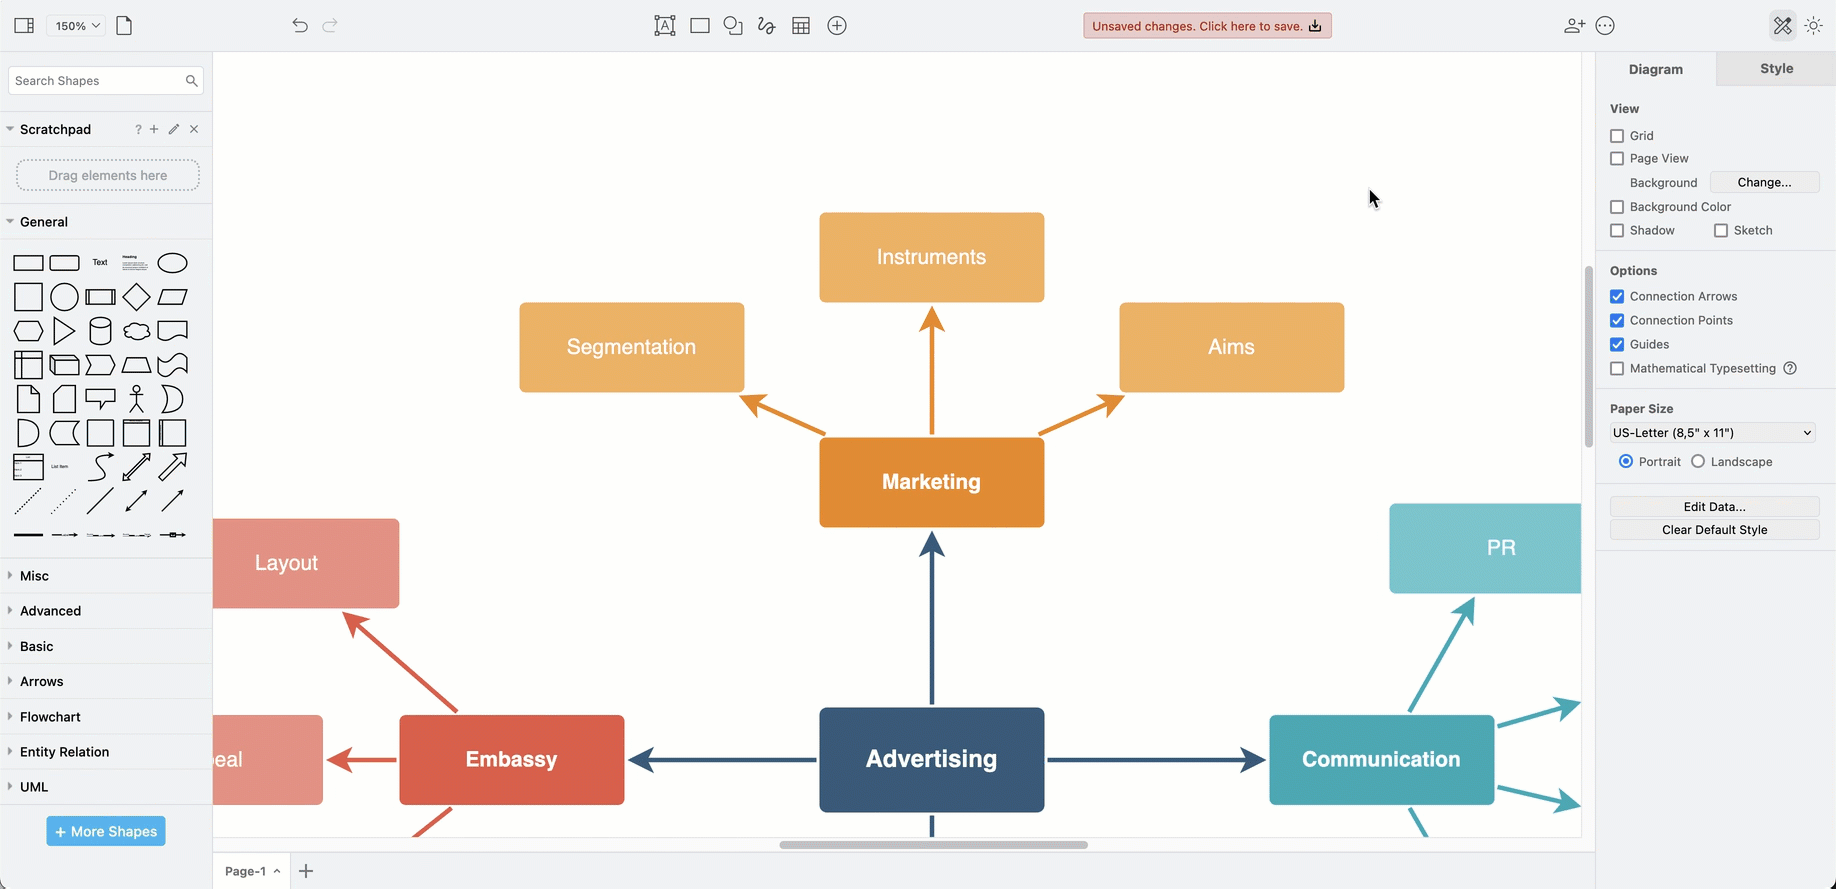 150%
Unsaved changes. Click here to save.
Search Shapes
Scratchpad
?
Drag elements here
General
Text
Heading
List Item
Misc
Advanced
Basic
Arrows
Flowchart
Entity Relation
UML
+ More Shapes
Instruments
Segmentation
Aims
Marketing
Layout
PR
eal
Embassy
Advertising
Communication
Page-1
Diagram
Style
View
Grid
Page View
Background
Change...
Background Color
Shadow
Sketch
Options
Connection Arrows
Connection Points
Guides
Mathematical Typesetting
Paper Size
US-Letter (8,5" x 11")
Portrait
Landscape
Edit Data...
Clear Default Style